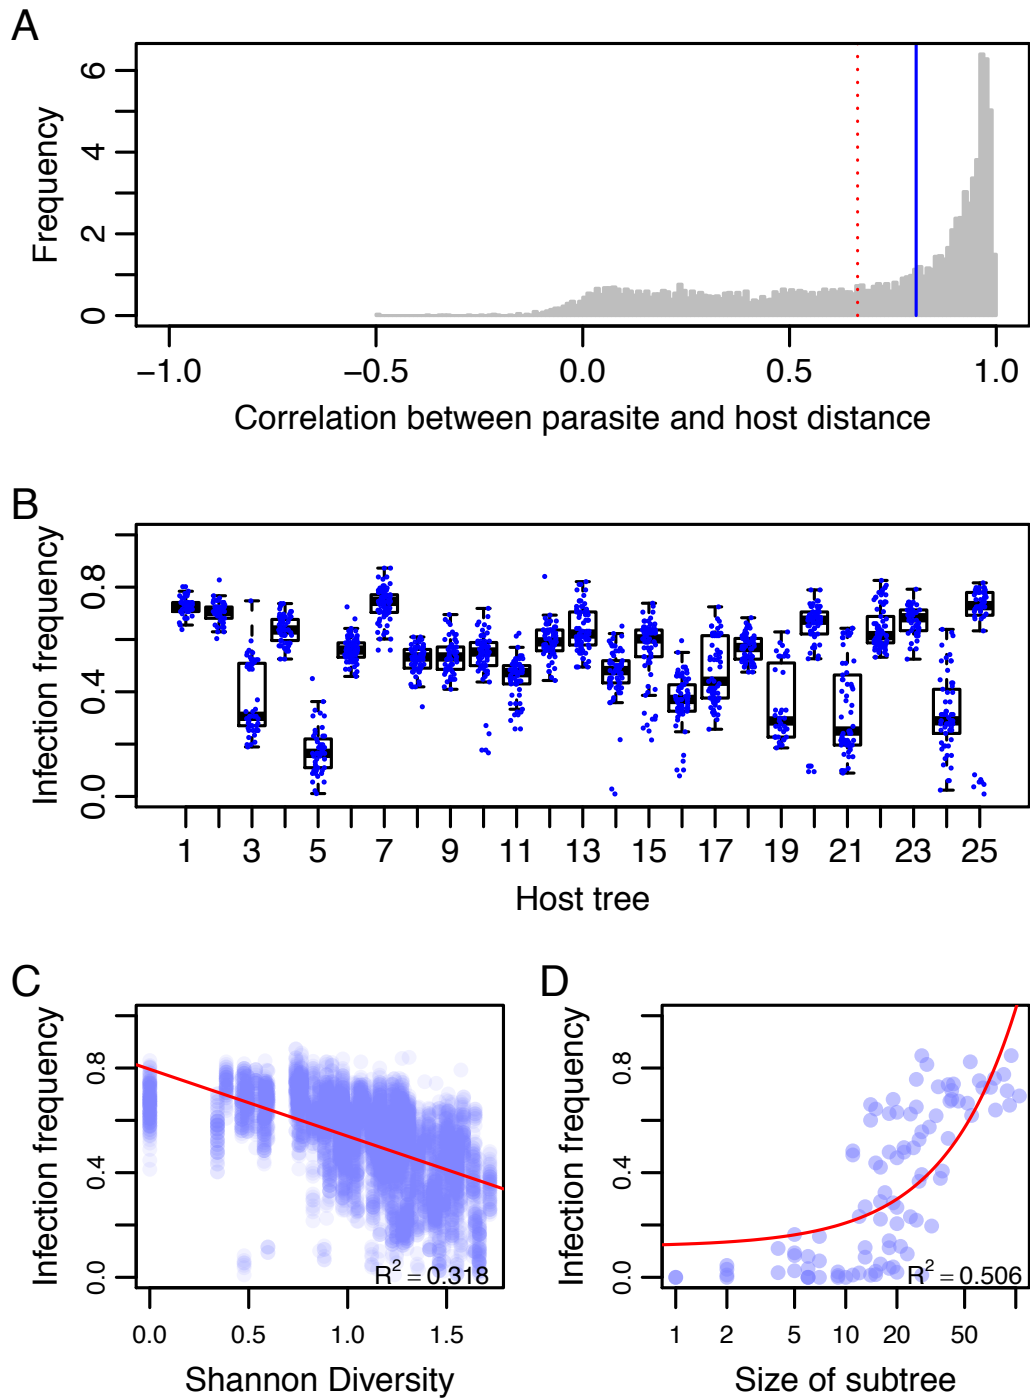 A
Frequency
6
4
2
0
−1.0 −0.5 0.0 0.5 1.0
Correlation between parasite and host distance
B
Infection frequency
0.8
0.4
0.0
1 3 5 7 9 11 13 15 17 19 21 23 25
Host tree
C
Infection frequency
0.8
0.4
0.0
R² = 0.318
0.0 0.5 1.0 1.5
Shannon Diversity
D
Infection frequency
0.8
0.4
0.0
R² = 0.506
1 2 5 10 20 50
Size of subtree